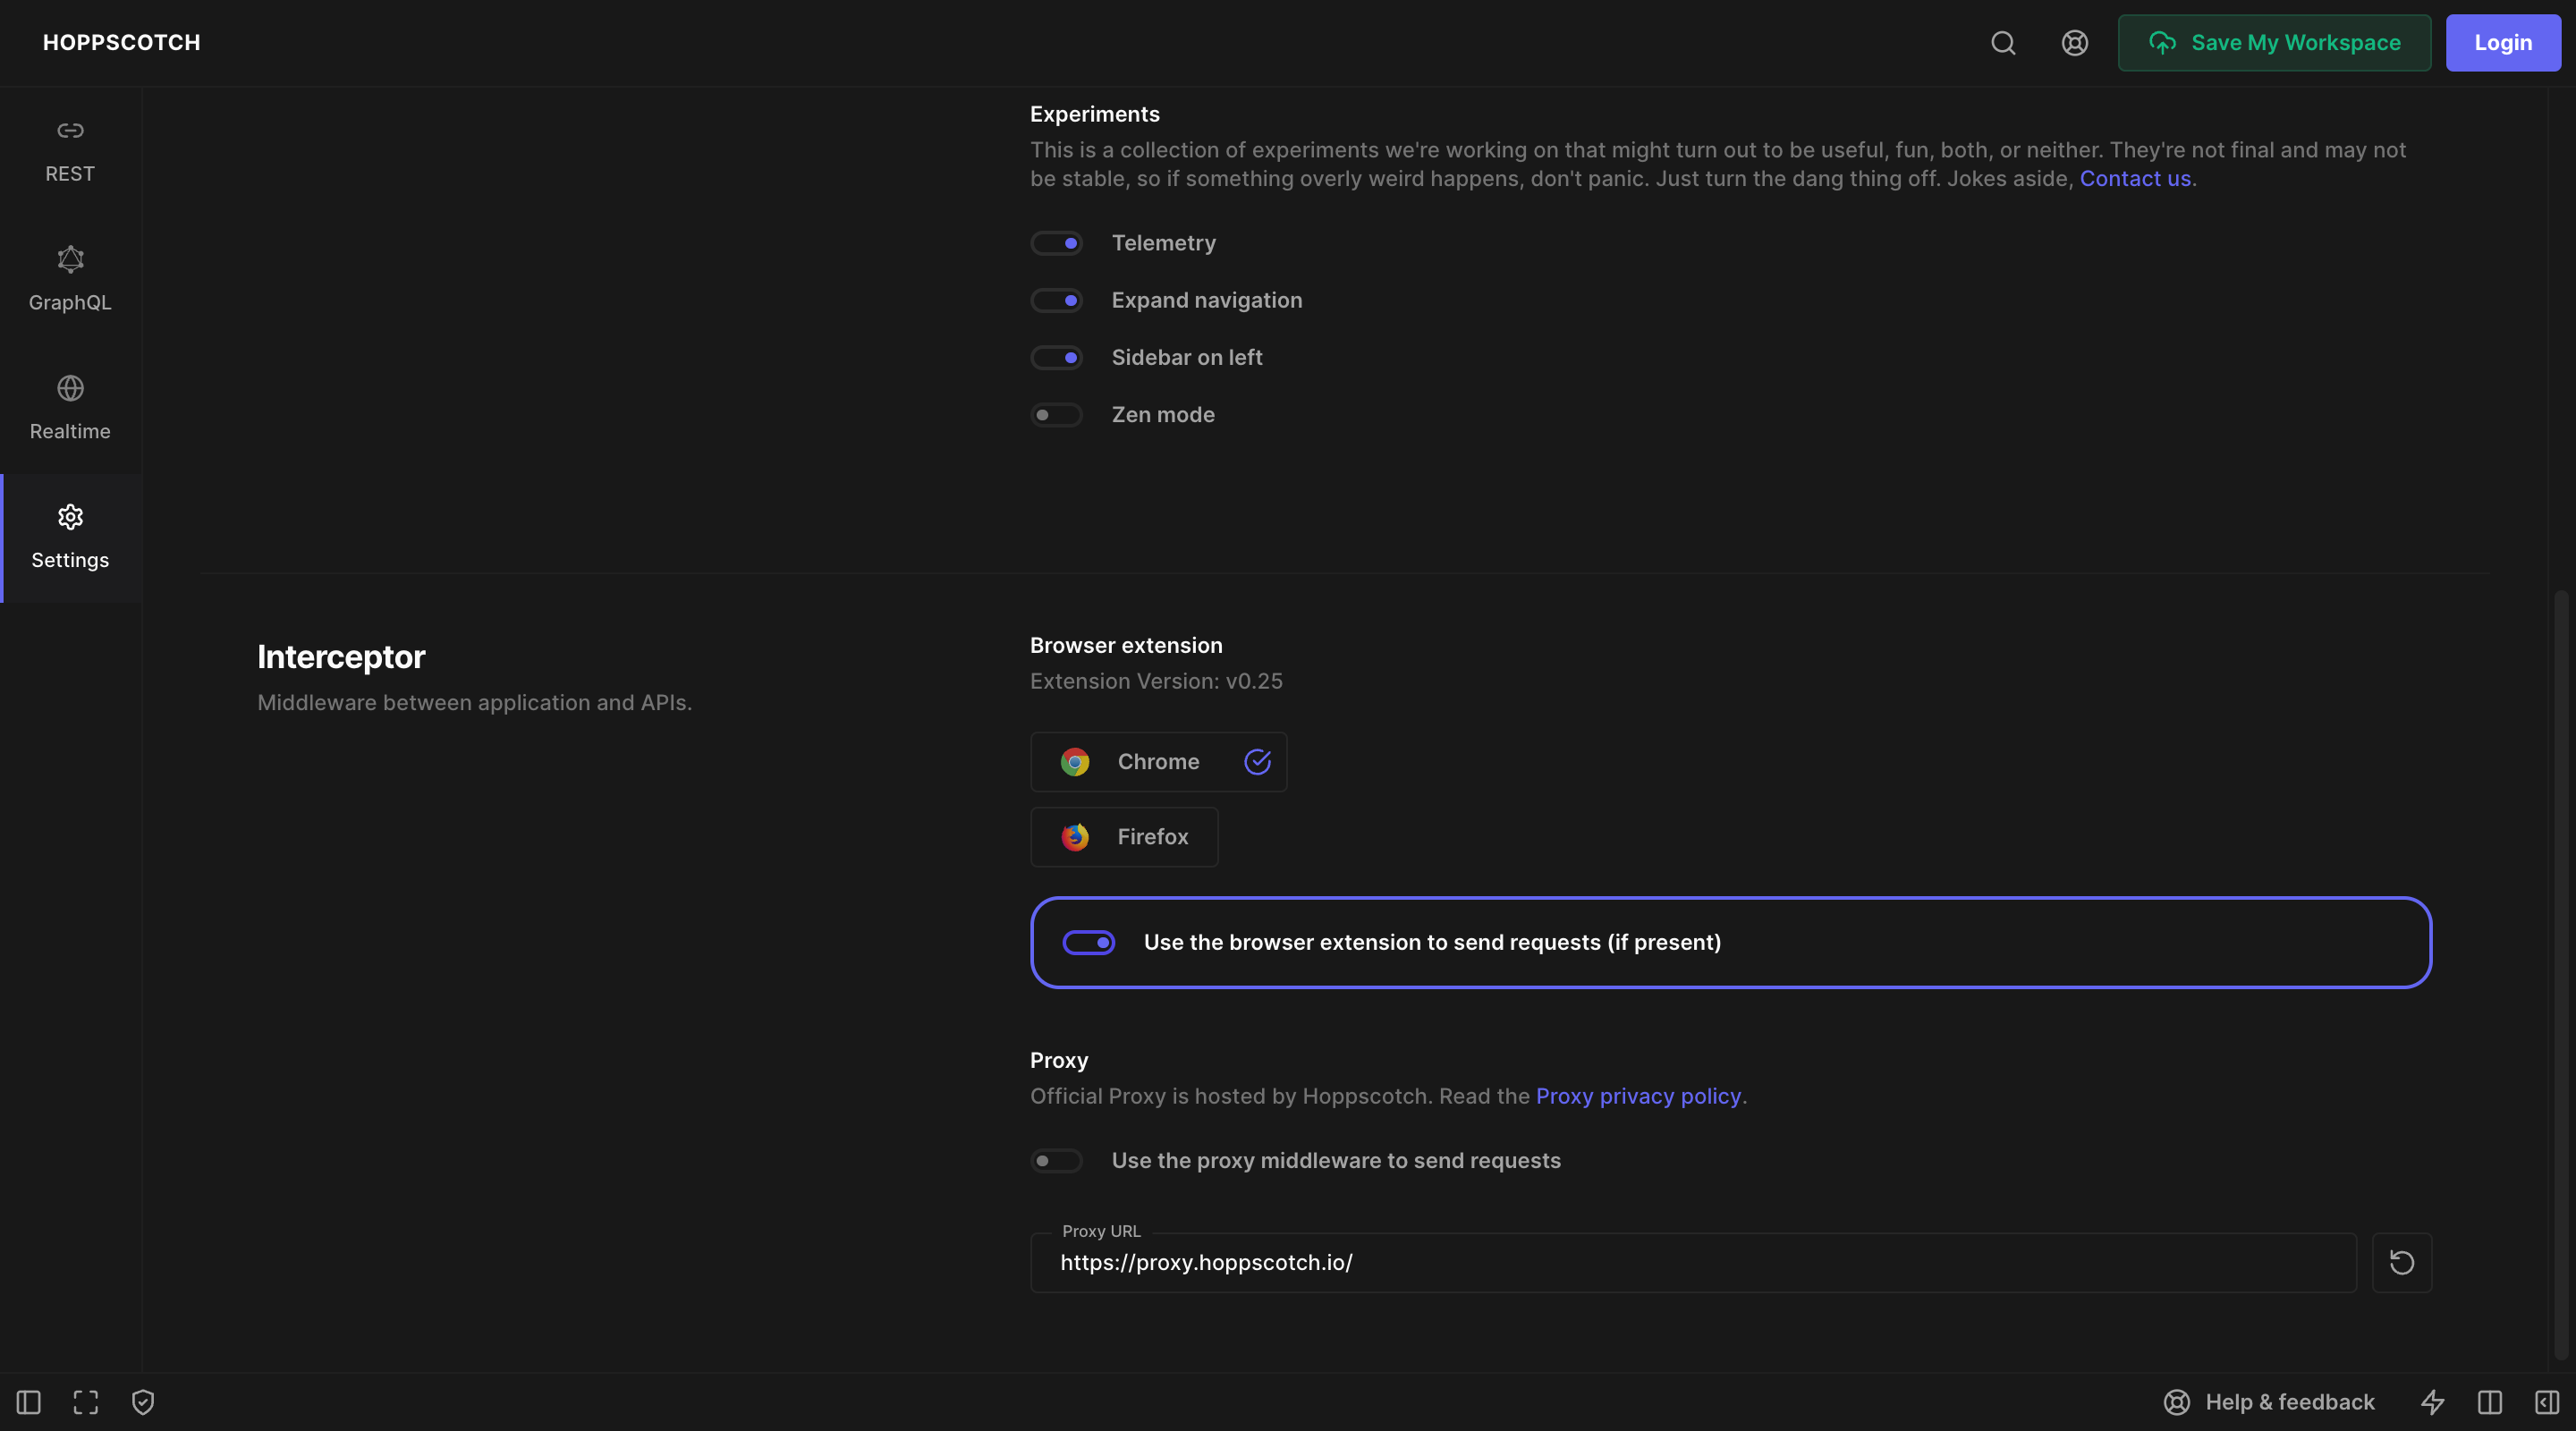 HOPPSCOTCH
Save My Workspace
Login
REST
GraphQL
Realtime
Settings
Experiments
This is a collection of experiments we're working on that might turn out to be useful, fun, both, or neither. They're not final and may not
be stable, so if something overly weird happens, don't panic. Just turn the dang thing off. Jokes aside, Contact us.
Telemetry
Expand navigation
Sidebar on left
Zen mode
Interceptor
Middleware between application and APIs.
Browser extension
Extension Version: v0.25
Chrome
Firefox
Use the browser extension to send requests (if present)
Proxy
Official Proxy is hosted by Hoppscotch. Read the Proxy privacy policy.
Use the proxy middleware to send requests
Proxy URL
https://proxy.hoppscotch.io/
Help & feedback